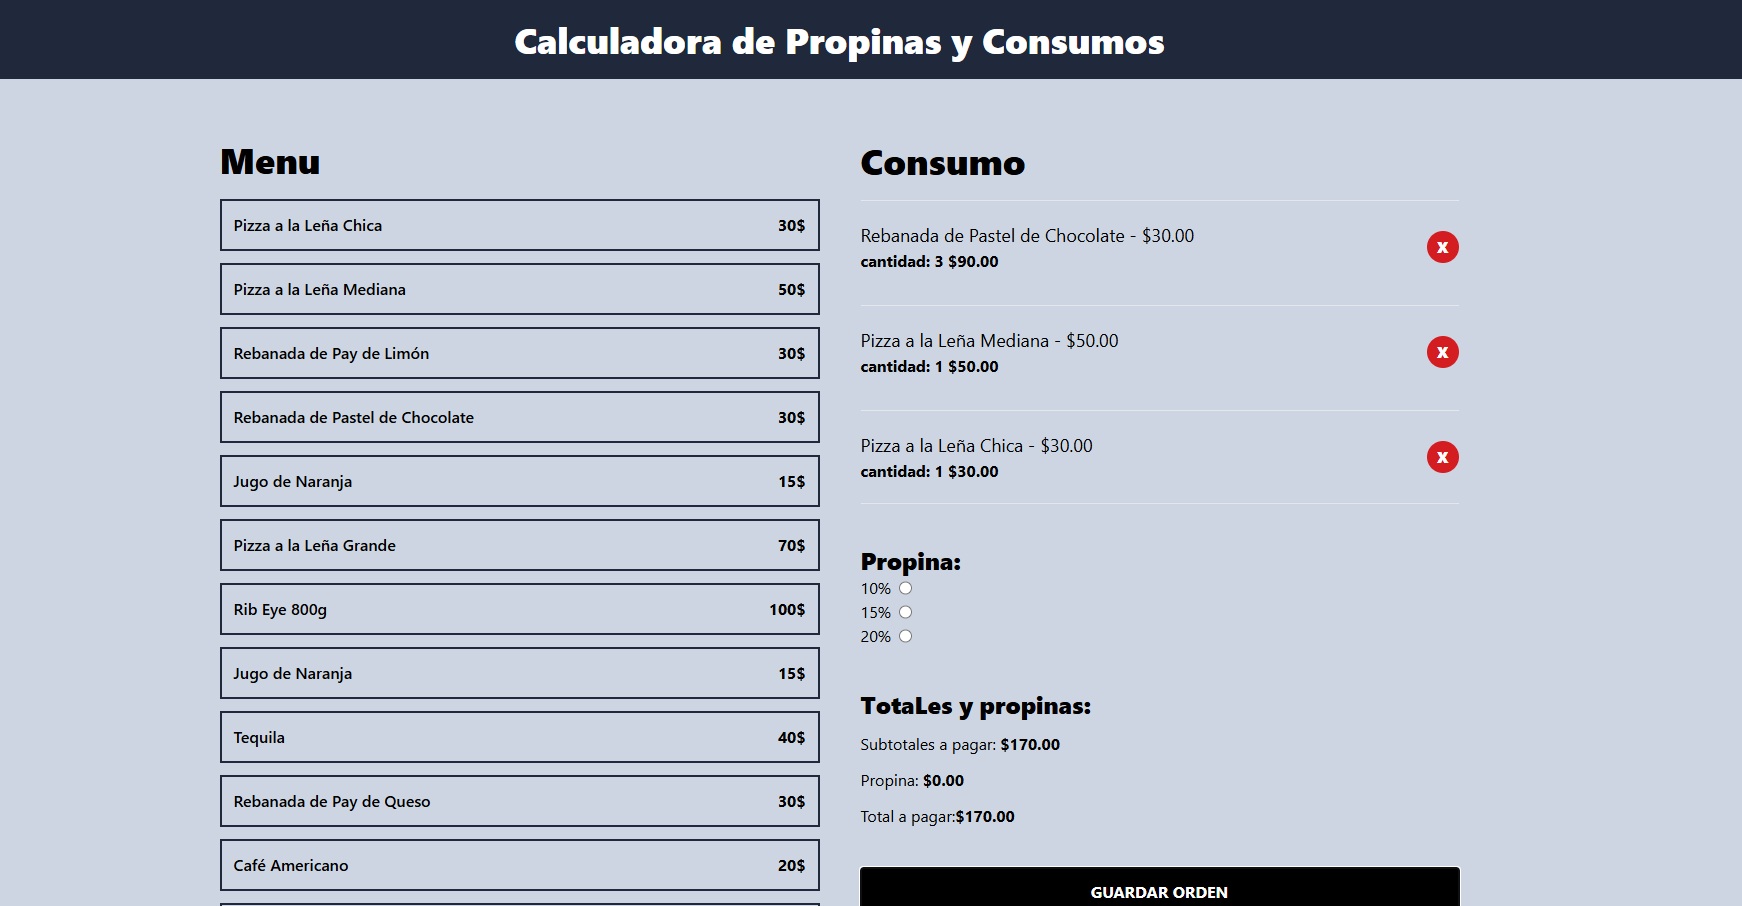 Calculadora de Propinas y Consumos
Menu
Pizza a la Leña Chica 30$
Pizza a la Leña Mediana 50$
Rebanada de Pay de Limón 30$
Rebanada de Pastel de Chocolate 30$
Jugo de Naranja 15$
Pizza a la Leña Grande 70$
Rib Eye 800g 100$
Jugo de Naranja 15$
Tequila 40$
Rebanada de Pay de Queso 30$
Café Americano 20$
Consumo
Rebanada de Pastel de Chocolate - $30.00
cantidad: 3 $90.00
X
Pizza a la Leña Mediana - $50.00
cantidad: 1 $50.00
X
Pizza a la Leña Chica - $30.00
cantidad: 1 $30.00
X
Propina:
10%
15%
20%
TotaLes y propinas:
Subtotales a pagar: $170.00
Propina: $0.00
Total a pagar:$170.00
GUARDAR ORDEN